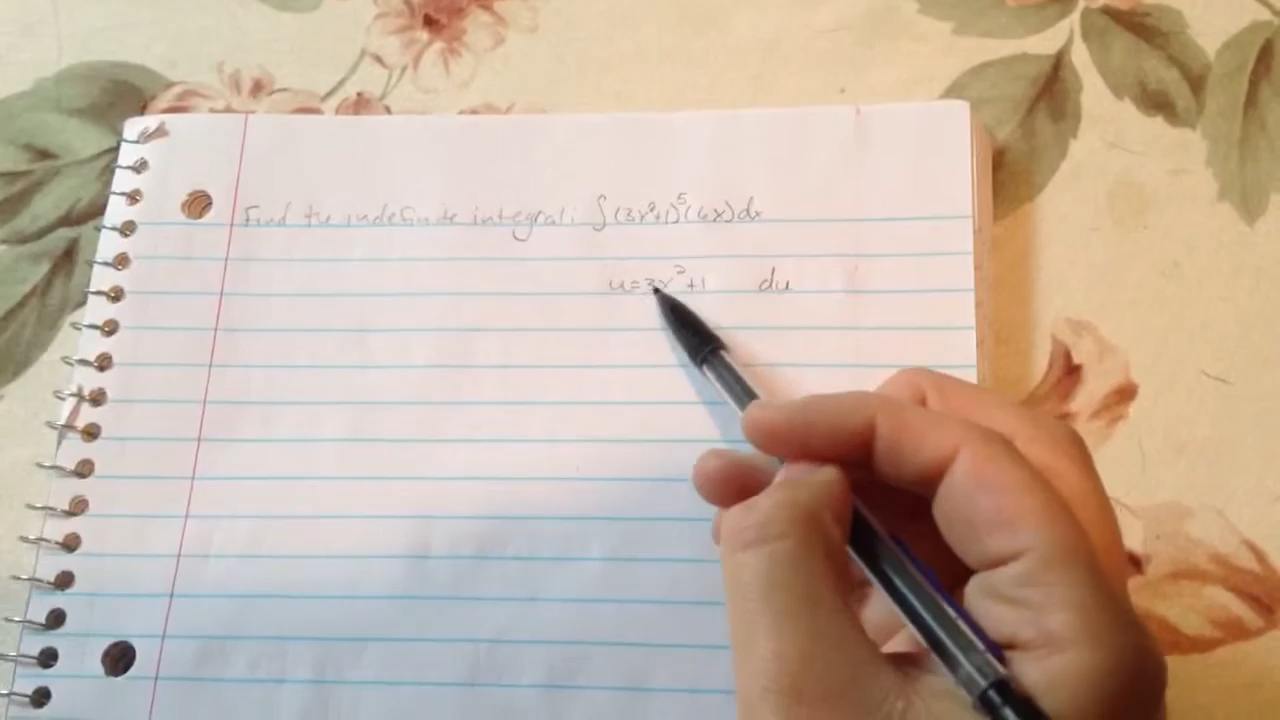 Find the indefinite integral: ∫(3x²+1)⁵(6x)dx
u=3x²+1 du